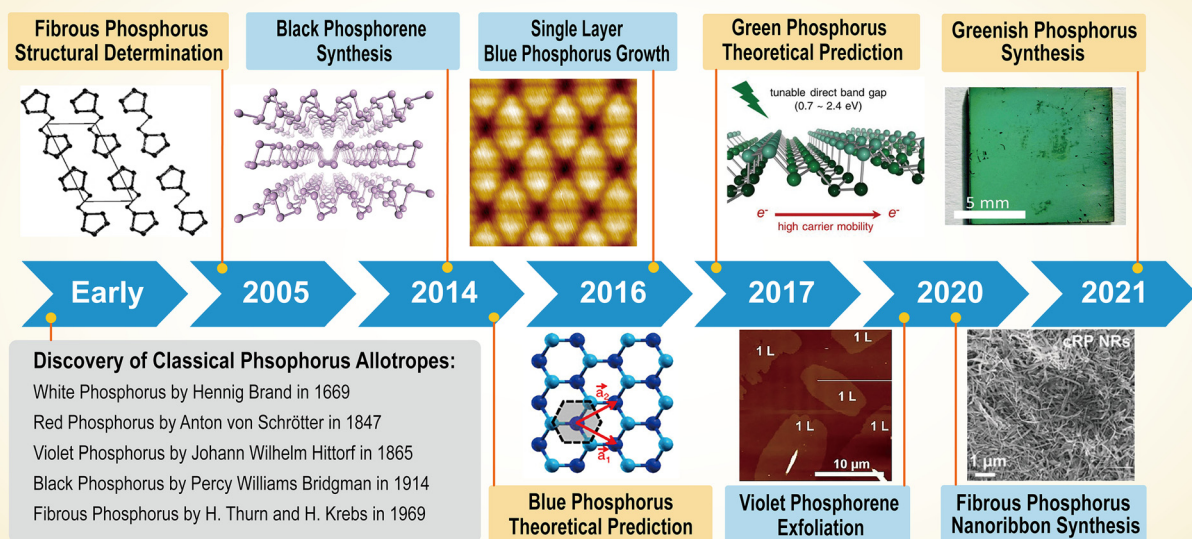 Fibrous Phosphorus
Structural Determination
Black Phosphorene
Synthesis
Single Layer
Blue Phosphorus Growth
Green Phosphorus
Theoretical Prediction
Greenish Phosphorus
Synthesis
tunable direct band gap
(0.7 ~ 2.4 eV)
e-
e-
high carrier mobility
5 mm
Early
2005
2014
2016
2017
2020
2021
Discovery of Classical Phsophorus Allotropes:
White Phosphorus by Hennig Brand in 1669
Red Phosphorus by Anton von Schrötter in 1847
Violet Phosphorus by Johann Wilhelm Hittorf in 1865
Black Phosphorus by Percy Williams Bridgman in 1914
Fibrous Phosphorus by H. Thurn and H. Krebs in 1969
a2
a1
Blue Phosphorus
Theoretical Prediction
1 L
1 L
1 L
1 L
1 L
10 µm
Violet Phosphorene
Exfoliation
cRP NRs
1 µm
Fibrous Phosphorus
Nanoribbon Synthesis